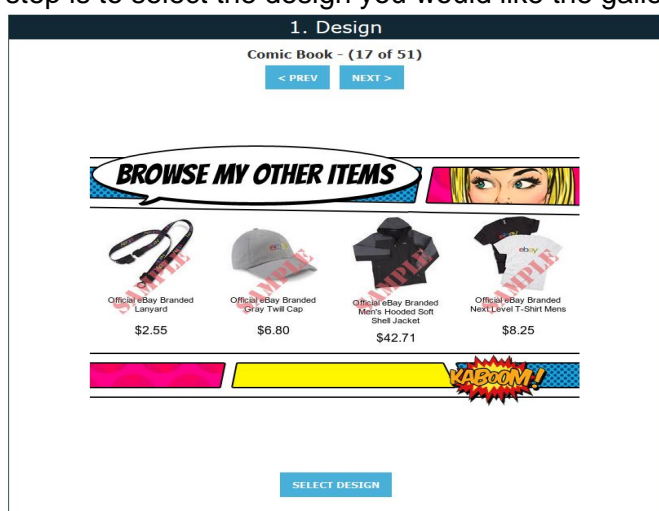 step is to select the design you would like the galle
1. Design
Comic Book - (17 of 51)
< PREV NEXT >
BROWSE MY OTHER ITEMS
ebay
ebay
SAMPLE SAMPLE SAMPLE SAMPLE
Official eBay Branded Lanyard
$2.55
Official eBay Branded Gray Twill Cap
$6.80
Official eBay Branded Men's Hooded Soft Shell Jacket
$42.71
Official eBay Branded Next Level T-Shirt Mens
$8.25
KABOOM!
SELECT DESIGN